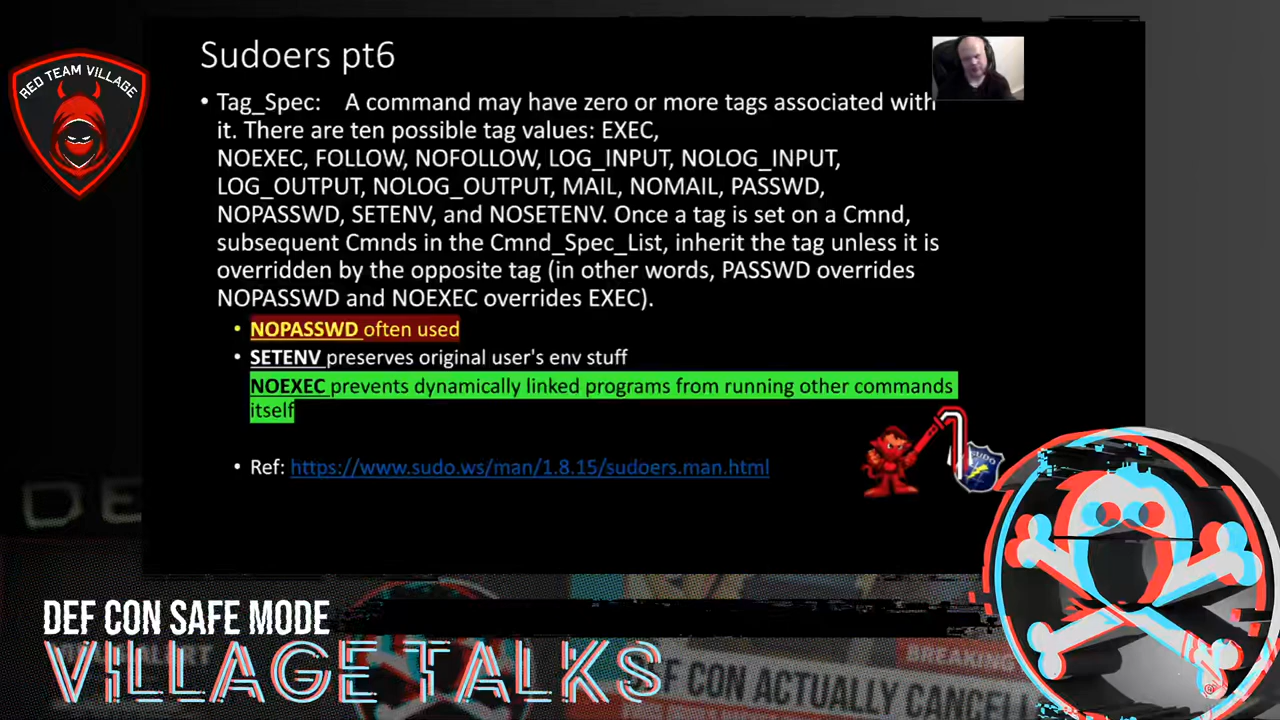 Sudoers pt6
RED TEAM VILLAGE
• Tag_Spec: A command may have zero or more tags associated with
it. There are ten possible tag values: EXEC,
NOEXEC, FOLLOW, NOFOLLOW, LOG_INPUT, NOLOG_INPUT,
LOG_OUTPUT, NOLOG_OUTPUT, MAIL, NOMAIL, PASSWD,
NOPASSWD, SETENV, and NOSETENV. Once a tag is set on a Cmnd,
subsequent Cmnds in the Cmnd_Spec_List, inherit the tag unless it is
overridden by the opposite tag (in other words, PASSWD overrides
NOPASSWD and NOEXEC overrides EXEC).
• NOPASSWD often used
• SETENV preserves original user's env stuff
NOEXEC prevents dynamically linked programs from running other commands
itself
• Ref: https://www.sudo.ws/man/1.8.15/sudoers.man.html
SUDO
DEF CON SAFE MODE
VILLAGE TALKS
BREAKING
DEF CON ACTUALLY CANCELL